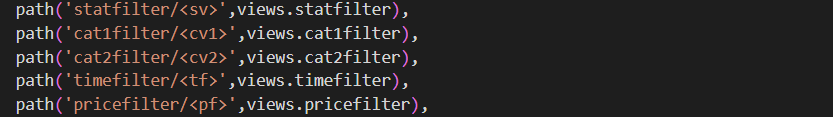 path('statfilter/<sv>',views.statfilter),
path('cat1filter/<cv1>',views.cat1filter),
path('cat2filter/<cv2>',views.cat2filter),
path('timefilter/<tf>',views.timefilter),
path('pricefilter/<pf>',views.pricefilter),